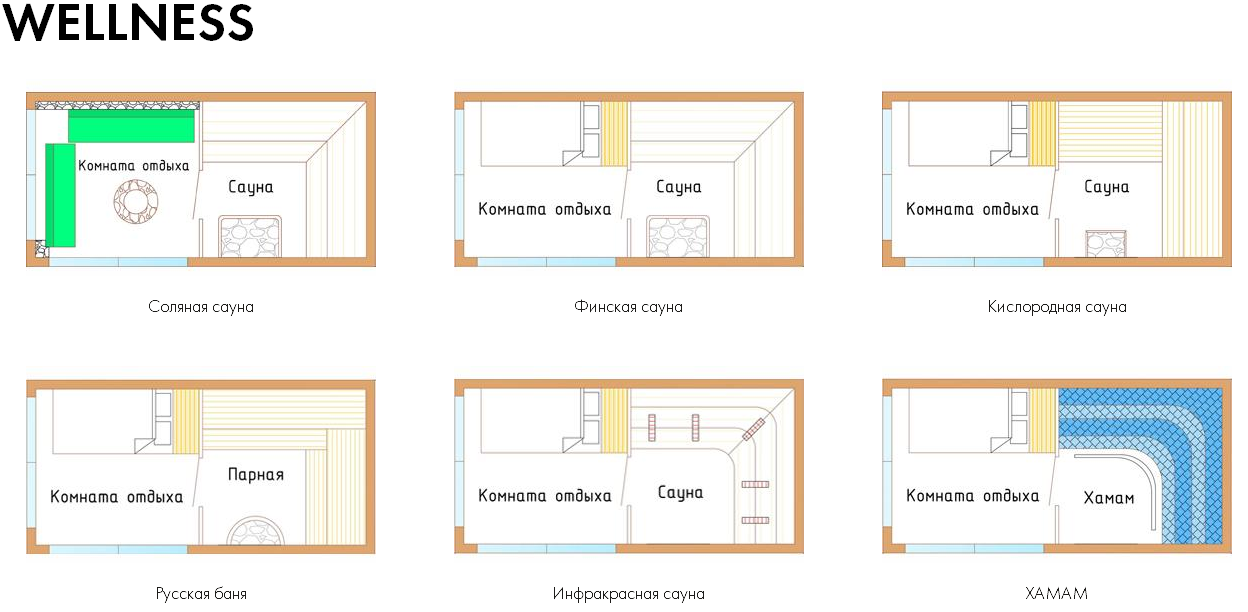 WELLNESS
Комната отдыха
Сауна
Соляная сауна
Комната отдыха
Сауна
Финская сауна
Комната отдыха
Сауна
Кислородная сауна
Комната отдыха
Парная
Русская баня
Комната отдыха
Сауна
Инфракрасная сауна
Комната отдыха
Хамам
ХАМАМ